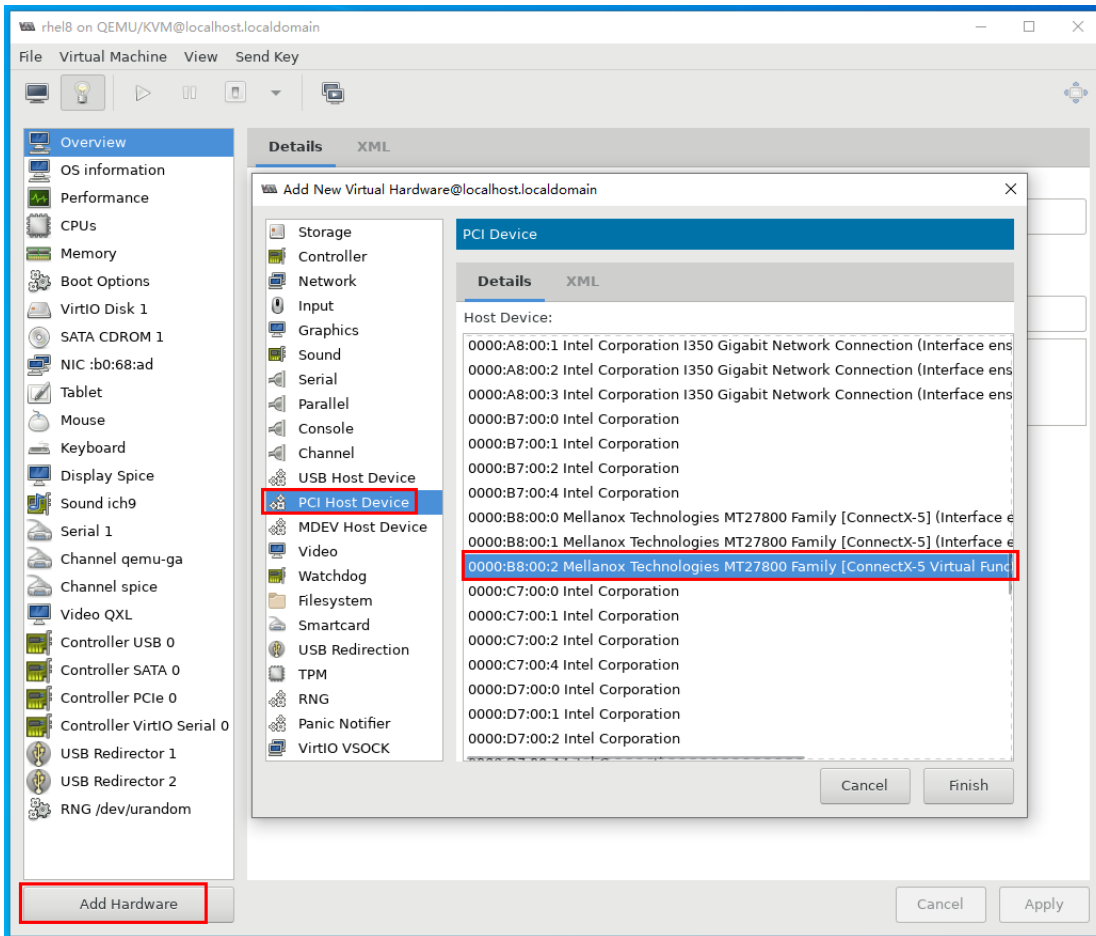 rhel8 on QEMU/KVM@localhost.localdomain
File Virtual Machine View Send Key
Overview
OS information
Performance
CPUs
Memory
Boot Options
VirtIO Disk 1
SATA CDROM 1
NIC :b0:68:ad
Tablet
Mouse
Keyboard
Display Spice
Sound ich9
Serial 1
Channel qemu-ga
Channel spice
Video QXL
Controller USB 0
Controller SATA 0
Controller PCIe 0
Controller VirtIO Serial 0
USB Redirector 1
USB Redirector 2
RNG /dev/urandom
Add Hardware
Details XML
Add New Virtual Hardware@localhost.localdomain
Storage
Controller
Network
Input
Graphics
Sound
Serial
Parallel
Console
Channel
USB Host Device
PCI Host Device
MDEV Host Device
Video
Watchdog
Filesystem
Smartcard
USB Redirection
TPM
RNG
Panic Notifier
VirtIO VSOCK
PCI Device
Details XML
Host Device:
0000:A8:00:1 Intel Corporation I350 Gigabit Network Connection (Interface ens
0000:A8:00:2 Intel Corporation I350 Gigabit Network Connection (Interface ens
0000:A8:00:3 Intel Corporation I350 Gigabit Network Connection (Interface ens
0000:B7:00:0 Intel Corporation
0000:B7:00:1 Intel Corporation
0000:B7:00:2 Intel Corporation
0000:B7:00:4 Intel Corporation
0000:B8:00:0 Mellanox Technologies MT27800 Family [ConnectX-5] (Interface e
0000:B8:00:1 Mellanox Technologies MT27800 Family [ConnectX-5] (Interface e
0000:B8:00:2 Mellanox Technologies MT27800 Family [ConnectX-5 Virtual Func
0000:C7:00:0 Intel Corporation
0000:C7:00:1 Intel Corporation
0000:C7:00:2 Intel Corporation
0000:C7:00:4 Intel Corporation
0000:D7:00:0 Intel Corporation
0000:D7:00:1 Intel Corporation
0000:D7:00:2 Intel Corporation
Cancel Finish
Cancel Apply